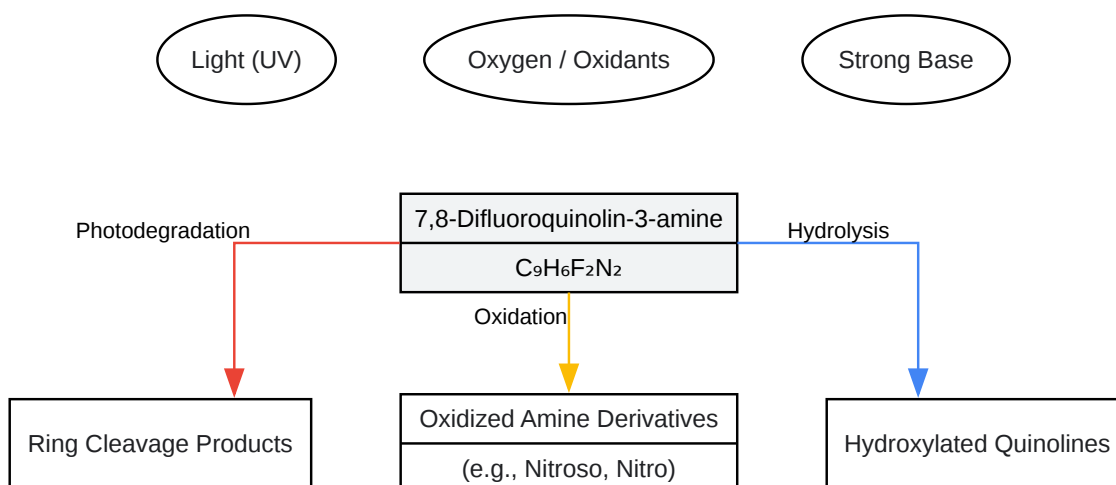 Light (UV)
Oxygen / Oxidants
Strong Base
7,8-Difluoroquinolin-3-amine
Photodegradation
Hydrolysis
C₉H₆F₂N₂
Oxidation
Oxidized Amine Derivatives
Ring Cleavage Products
Hydroxylated Quinolines
(e.g., Nitroso, Nitro)